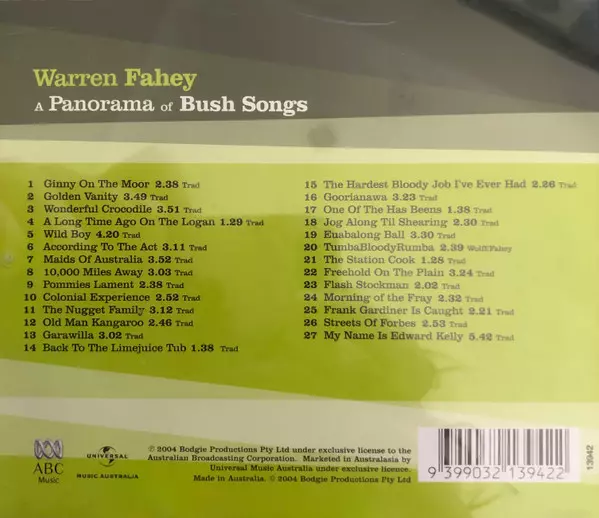 Warren Fahey
A Panorama of Bush Songs
1 Ginny On The Moor 2.38 Trad
2 Golden Vanity 3.49 Trad
3 Wonderful Crocodile 3.51 Trad
4 A Long Time Ago On The Logan 1.29 Trad
5 Wild Boy 4.20 Trad
6 According To The Act 3.11 Trad
7 Maids Of Australia 3.52 Trad
8 10,000 Miles Away 3.03 Trad
9 Pommies Lament 2.38 Trad
10 Colonial Experience 2.52 Trad
11 The Nugget Family 3.12 Trad
12 Old Man Kangaroo 2.46 Trad
13 Garawilla 3.02 Trad
14 Back To The Limejuice Tub 1.38 Trad
15 The Hardest Bloody Job I've Ever Had 2.26 Trad
16 Goorianawa 3.23 Trad
17 One Of The Has Beens 1.38 Trad
18 Jog Along Til Shearing 2.30 Trad
19 Euabalong Ball 3.30 Trad
20 TumbaBloodyRumba 2.39 Wolff/Fahey
21 The Station Cook 1.28 Trad
22 Freehold On The Plain 3.24 Trad
23 Flash Stockman 2.02 Trad
24 Morning of the Fray 2.32 Trad
25 Frank Gardiner Is Caught 2.21 Trad
26 Streets Of Forbes 2.53 Trad
27 My Name Is Edward Kelly 5.42 Trad
ABC
Music
UNIVERSAL
MUSIC AUSTRALIA
℗ 2004 Bodgie Productions Pty Ltd under exclusive license to the
Australian Broadcasting Corporation. Marketed in Australasia by
Universal Music Australia under exclusive licence.
Made in Australia. © 2004 Bodgie Productions Pty Ltd
9 399032 139422
13942